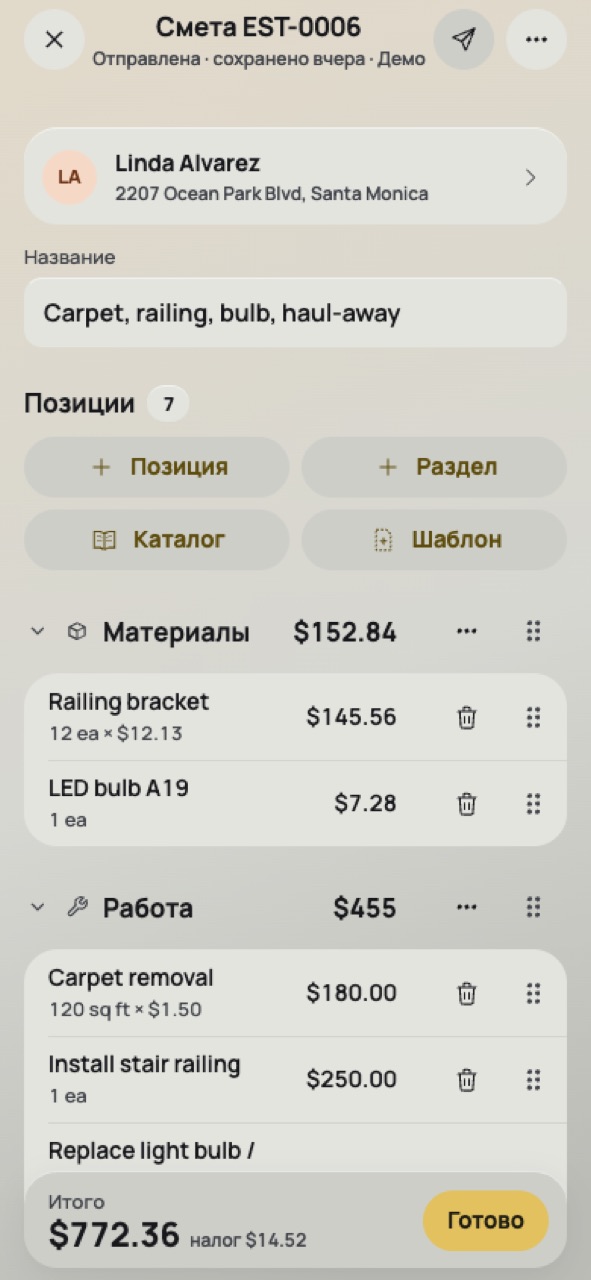 Смета EST-0006
Отправлена · сохранено вчера · Демо
LA
Linda Alvarez
2207 Ocean Park Blvd, Santa Monica
Название
Carpet, railing, bulb, haul-away
Позиции 7
+ Позиция
+ Раздел
Каталог
Шаблон
Материалы $152.84
Railing bracket
12 ea × $12.13
$145.56
LED bulb A19
1 ea
$7.28
Работа $455
Carpet removal
120 sq ft × $1.50
$180.00
Install stair railing
1 ea
$250.00
Replace light bulb /
Итого
$772.36 налог $14.52
Готово